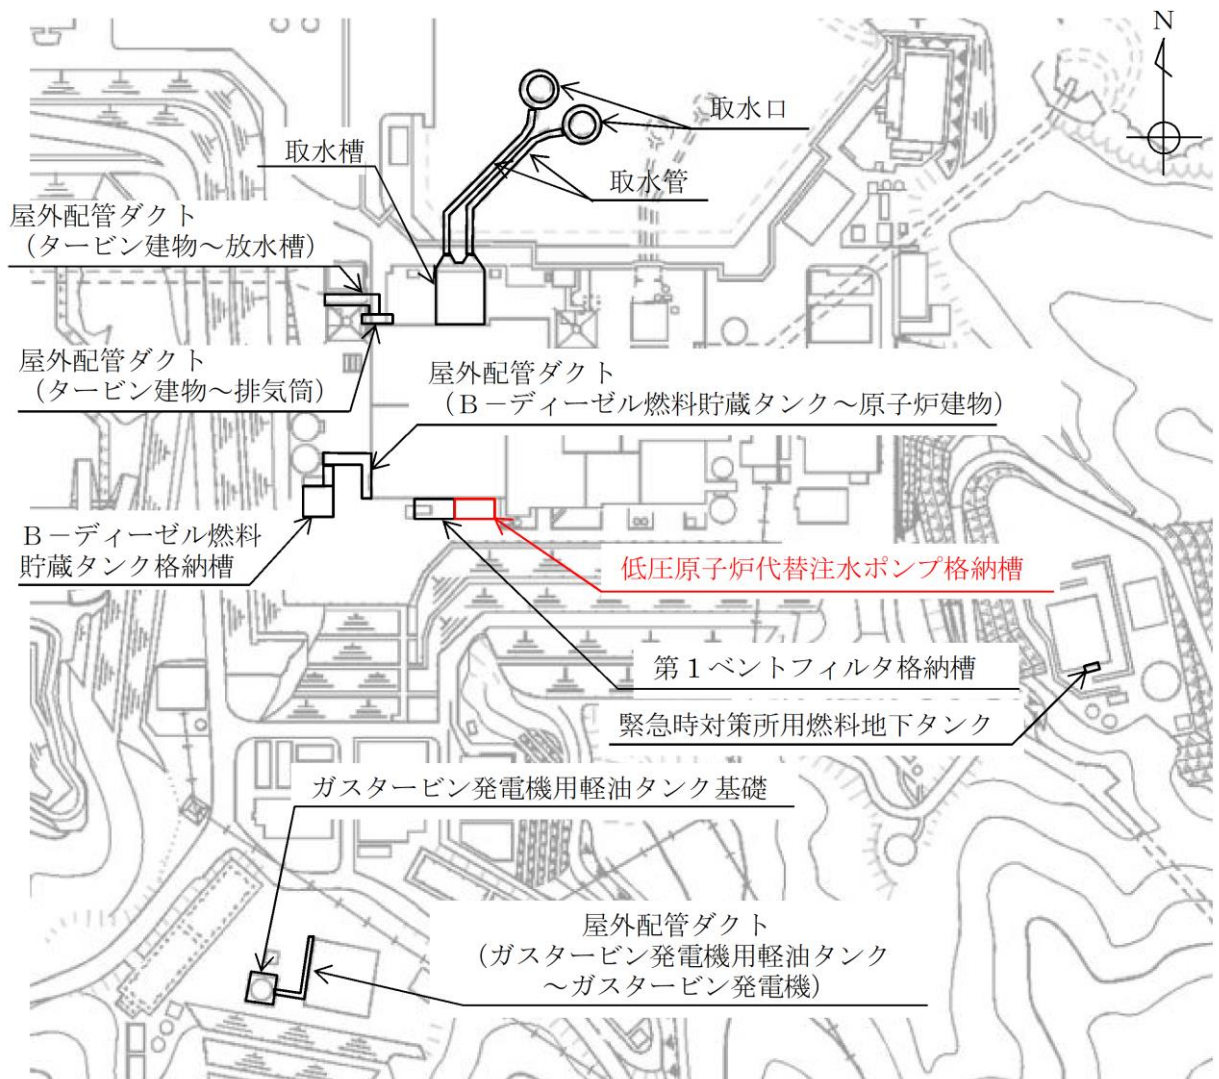 N
取水口
取水槽
取水管
屋外配管ダクト
（タービン建物～放水槽）
屋外配管ダクト
（タービン建物～排気筒）
屋外配管ダクト
（Ｂ－ディーゼル燃料貯蔵タンク～原子炉建物）
Ｂ－ディーゼル燃料
貯蔵タンク格納槽
低圧原子炉代替注水ポンプ格納槽
第１ベントフィルタ格納槽
緊急時対策所用燃料地下タンク
ガスタービン発電機用軽油タンク基礎
屋外配管ダクト
（ガスタービン発電機用軽油タンク
～ガスタービン発電機）